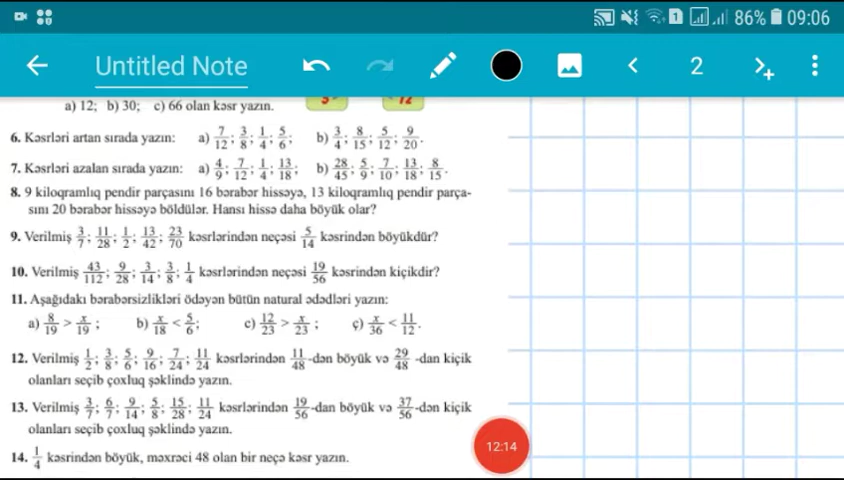 86% 09:06
Untitled Note 2
a) 12; b) 30; c) 66 olan kəsr yazın.
6. Kəsrləri artan sırada yazın: a) 7/12; 3/8; 1/4; 5/6; b) 3/4; 8/15; 5/12; 9/20.
7. Kəsrləri azalan sırada yazın: a) 4/9; 7/12; 1/4; 13/18; b) 28/45; 5/9; 7/10; 13/18; 8/15.
8. 9 kiloqramlıq pendir parçasını 16 bərabər hissəyə, 13 kiloqramlıq pendir parça-
sını 20 bərabər hissəyə böldülər. Hansı hissə daha böyük olar?
9. Verilmiş 3/7; 11/28; 1/2; 13/42; 23/70 kəsrlərindən neçəsi 5/14 kəsrindən böyükdür?
10. Verilmiş 43/112; 9/28; 3/14; 3/8; 1/4 kəsrlərindən neçəsi 19/56 kəsrindən kiçikdir?
11. Aşağıdakı bərabərsizlikləri ödəyən bütün natural ədədləri yazın:
a) 8/19 > x/19; b) x/18 < 5/6; c) 12/23 > x/23; ç) x/36 < 11/12.
12. Verilmiş 1/2; 3/8; 5/6; 9/16; 7/24; 11/24 kəsrlərindən 11/48-dən böyük və 29/48 -dan kiçik
olanları seçib çoxluq şəklində yazın.
13. Verilmiş 3/7; 6/7; 9/14; 5/8; 15/28; 11/24 kəsrlərindən 19/56-dan böyük və 37/56-dən kiçik
olanları seçib çoxluq şəklində yazın.
12:14
14. 1/4 kəsrindən böyük, məxrəci 48 olan bir neçə kəsr yazın.